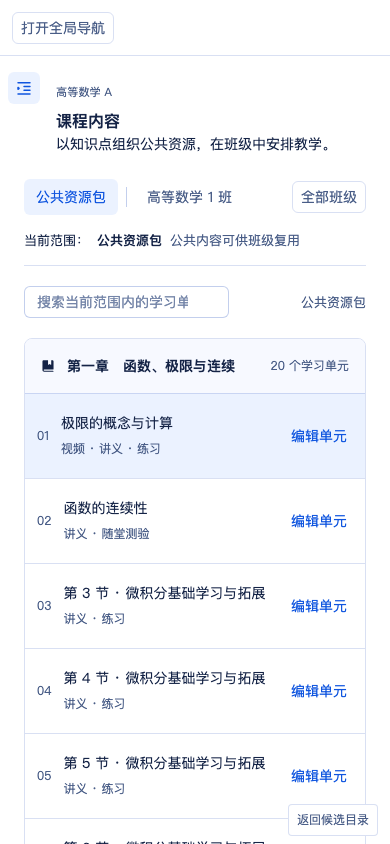 打开全局导航
高等数学 A
课程内容
以知识点组织公共资源，在班级中安排教学。
公共资源包 高等数学 1 班 全部班级
当前范围： 公共资源包 公共内容可供班级复用
搜索当前范围内的学习单 公共资源包
第一章 函数、极限与连续 20 个学习单元
01 极限的概念与计算 编辑单元
视频 · 讲义 · 练习
02 函数的连续性 编辑单元
讲义 · 随堂测验
03 第 3 节 · 微积分基础学习与拓展 编辑单元
讲义 · 练习
04 第 4 节 · 微积分基础学习与拓展 编辑单元
讲义 · 练习
05 第 5 节 · 微积分基础学习与拓展 编辑单元
讲义 · 练习
返回候选目录